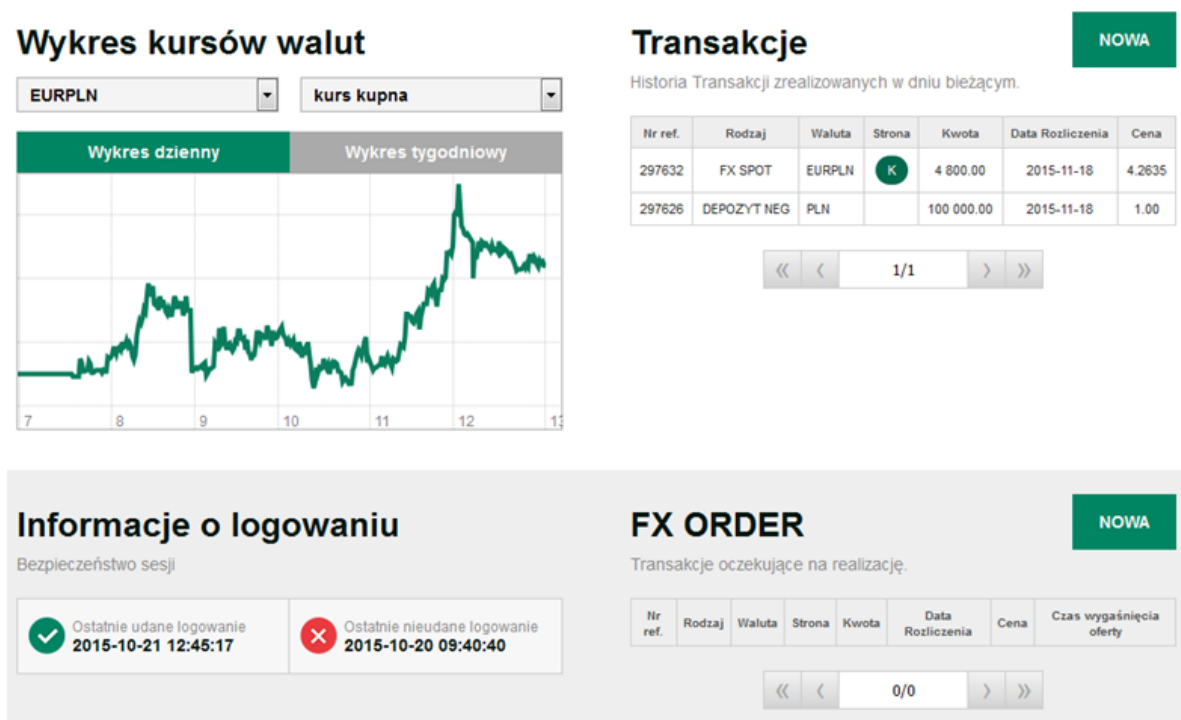 Wykres kursów walut
EURPLN
kurs kupna
Wykres dzienny
Wykres tygodniowy
7 8 9 10 11 12 13
Transakcje
NOWA
Historia Transakcji zrealizowanych w dniu bieżącym.
Nr ref. Rodzaj Waluta Strona Kwota Data Rozliczenia Cena
297632 FX SPOT EURPLN K 4 800.00 2015-11-18 4.2635
297626 DEPOZYT NEG PLN 100 000.00 2015-11-18 1.00
1/1
Informacje o logowaniu
Bezpieczeństwo sesji
Ostatnie udane logowanie
2015-10-21 12:45:17
Ostatnie nieudane logowanie
2015-10-20 09:40:40
FX ORDER
NOWA
Transakcje oczekujące na realizację.
Nr ref. Rodzaj Waluta Strona Kwota Data Rozliczenia Cena Czas wygaśnięcia oferty
0/0